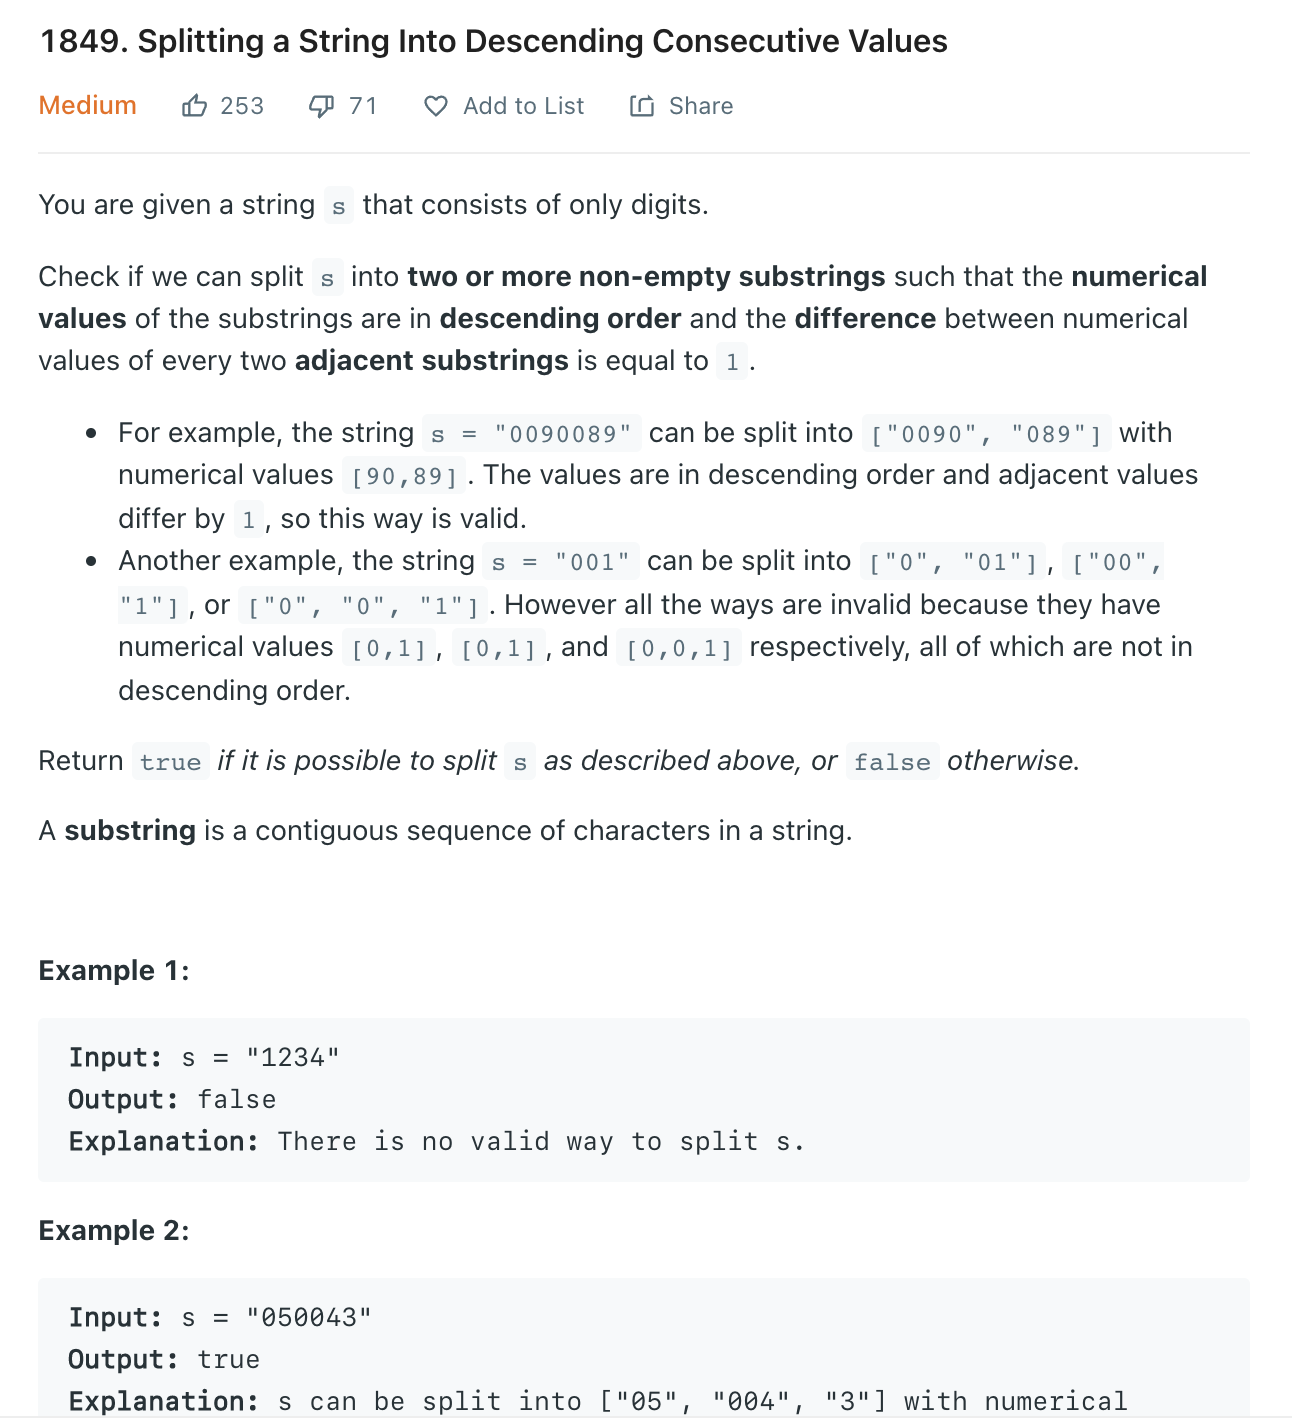 1849. Splitting a String Into Descending Consecutive Values
Medium 253 71 Add to List Share
You are given a string s that consists of only digits.
Check if we can split s into two or more non-empty substrings such that the numerical
values of the substrings are in descending order and the difference between numerical
values of every two adjacent substrings is equal to 1.
• For example, the string s = "0090089" can be split into ["0090", "089"] with
numerical values [90,89]. The values are in descending order and adjacent values
differ by 1, so this way is valid.
• Another example, the string s = "001" can be split into ["0", "01"], ["00",
"1"], or ["0", "0", "1"]. However all the ways are invalid because they have
numerical values [0,1], [0,1], and [0,0,1] respectively, all of which are not in
descending order.
Return true if it is possible to split s as described above, or false otherwise.
A substring is a contiguous sequence of characters in a string.
Example 1:
Input: s = "1234"
Output: false
Explanation: There is no valid way to split s.
Example 2:
Input: s = "050043"
Output: true
Explanation: s can be split into ["05", "004", "3"] with numerical